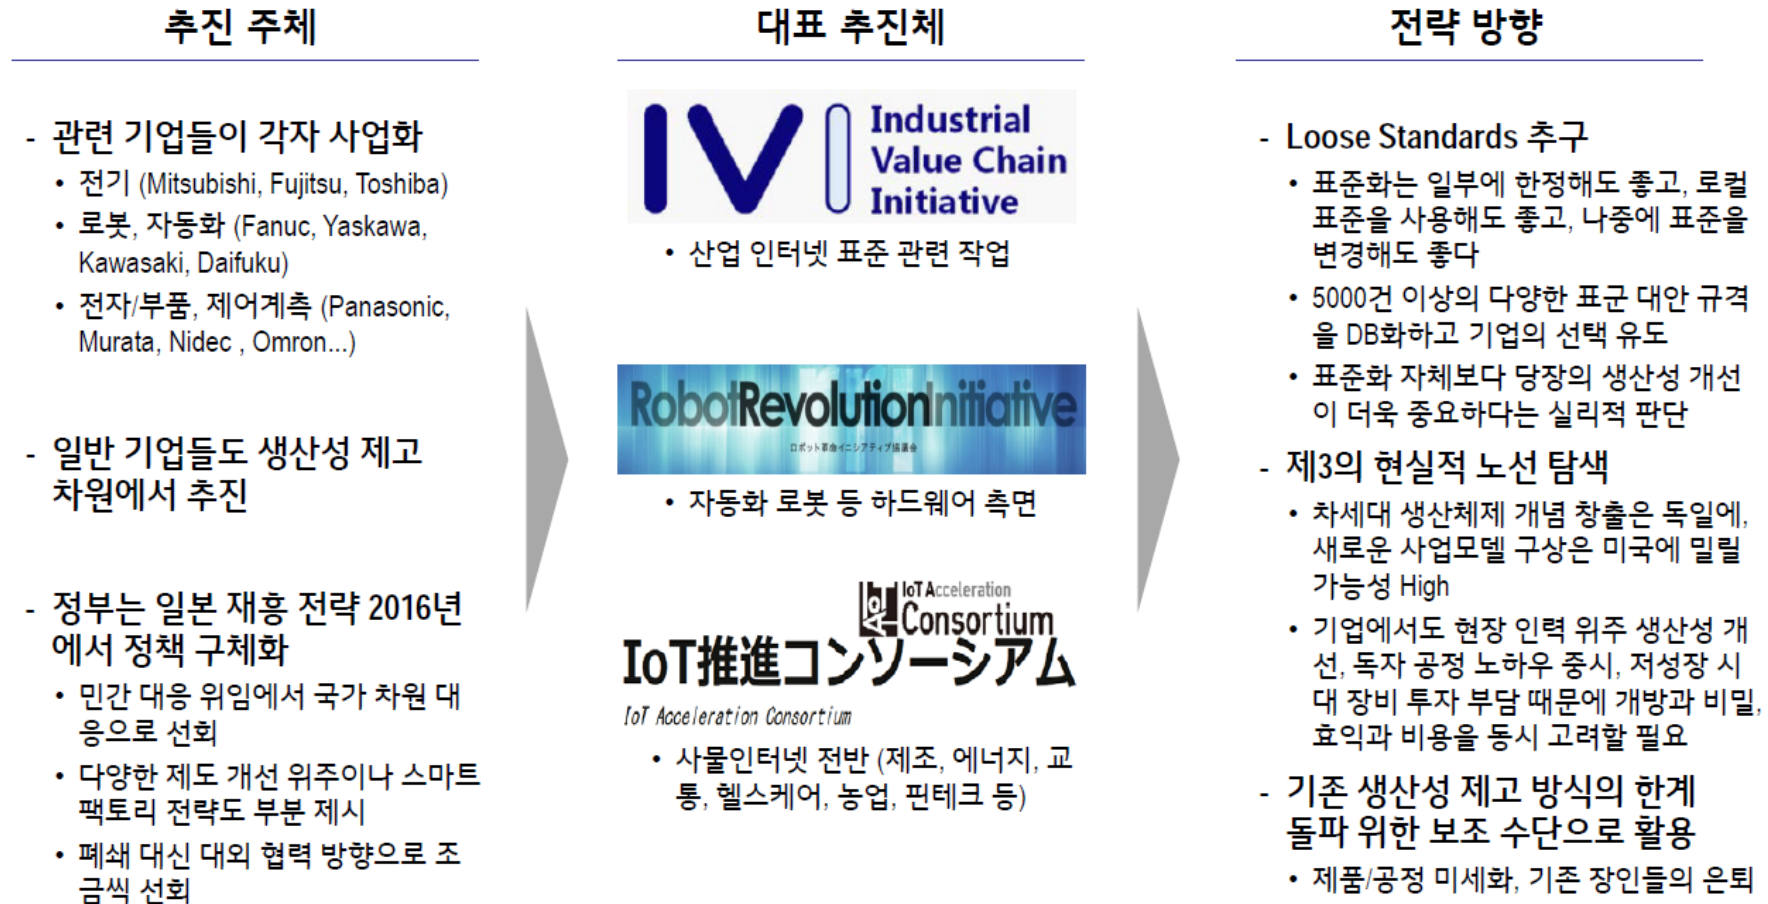 추진 주체
- 관련 기업들이 각자 사업화
• 전기 (Mitsubishi, Fujitsu, Toshiba)
• 로봇, 자동화 (Fanuc, Yaskawa,
Kawasaki, Daifuku)
• 전자/부품, 제어계측 (Panasonic,
Murata, Nidec , Omron...)
- 일반 기업들도 생산성 제고
차원에서 추진
- 정부는 일본 재흥 전략 2016년
에서 정책 구체화
• 민간 대응 위임에서 국가 차원 대
응으로 선회
• 다양한 제도 개선 위주이나 스마트
팩토리 전략도 부분 제시
• 폐쇄 대신 대외 협력 방향으로 조
금씩 선회
대표 추진체
IVI
Industrial
Value Chain
Initiative
• 산업 인터넷 표준 관련 작업
RobotRevolutionInitiative
ロボット革命イニシアティブ協議会
• 자동화 로봇 등 하드웨어 측면
IoT Acceleration
Consortium
IoT推進コンソーシアム
IoT Acceleration Consortium
• 사물인터넷 전반 (제조, 에너지, 교
통, 헬스케어, 농업, 핀테크 등)
전략 방향
- Loose Standards 추구
• 표준화는 일부에 한정해도 좋고, 로컬
표준을 사용해도 좋고, 나중에 표준을
변경해도 좋다
• 5000건 이상의 다양한 표군 대안 규격
을 DB화하고 기업의 선택 유도
• 표준화 자체보다 당장의 생산성 개선
이 더욱 중요하다는 실리적 판단
- 제3의 현실적 노선 탐색
• 차세대 생산체제 개념 창출은 독일에,
새로운 사업모델 구상은 미국에 밀릴
가능성 High
• 기업에서도 현장 인력 위주 생산성 개
선, 독자 공정 노하우 중시, 저성장 시
대 장비 투자 부담 때문에 개방과 비밀,
효익과 비용을 동시 고려할 필요
- 기존 생산성 제고 방식의 한계
돌파 위한 보조 수단으로 활용
• 제품/공정 미세화, 기존 장인들의 은퇴